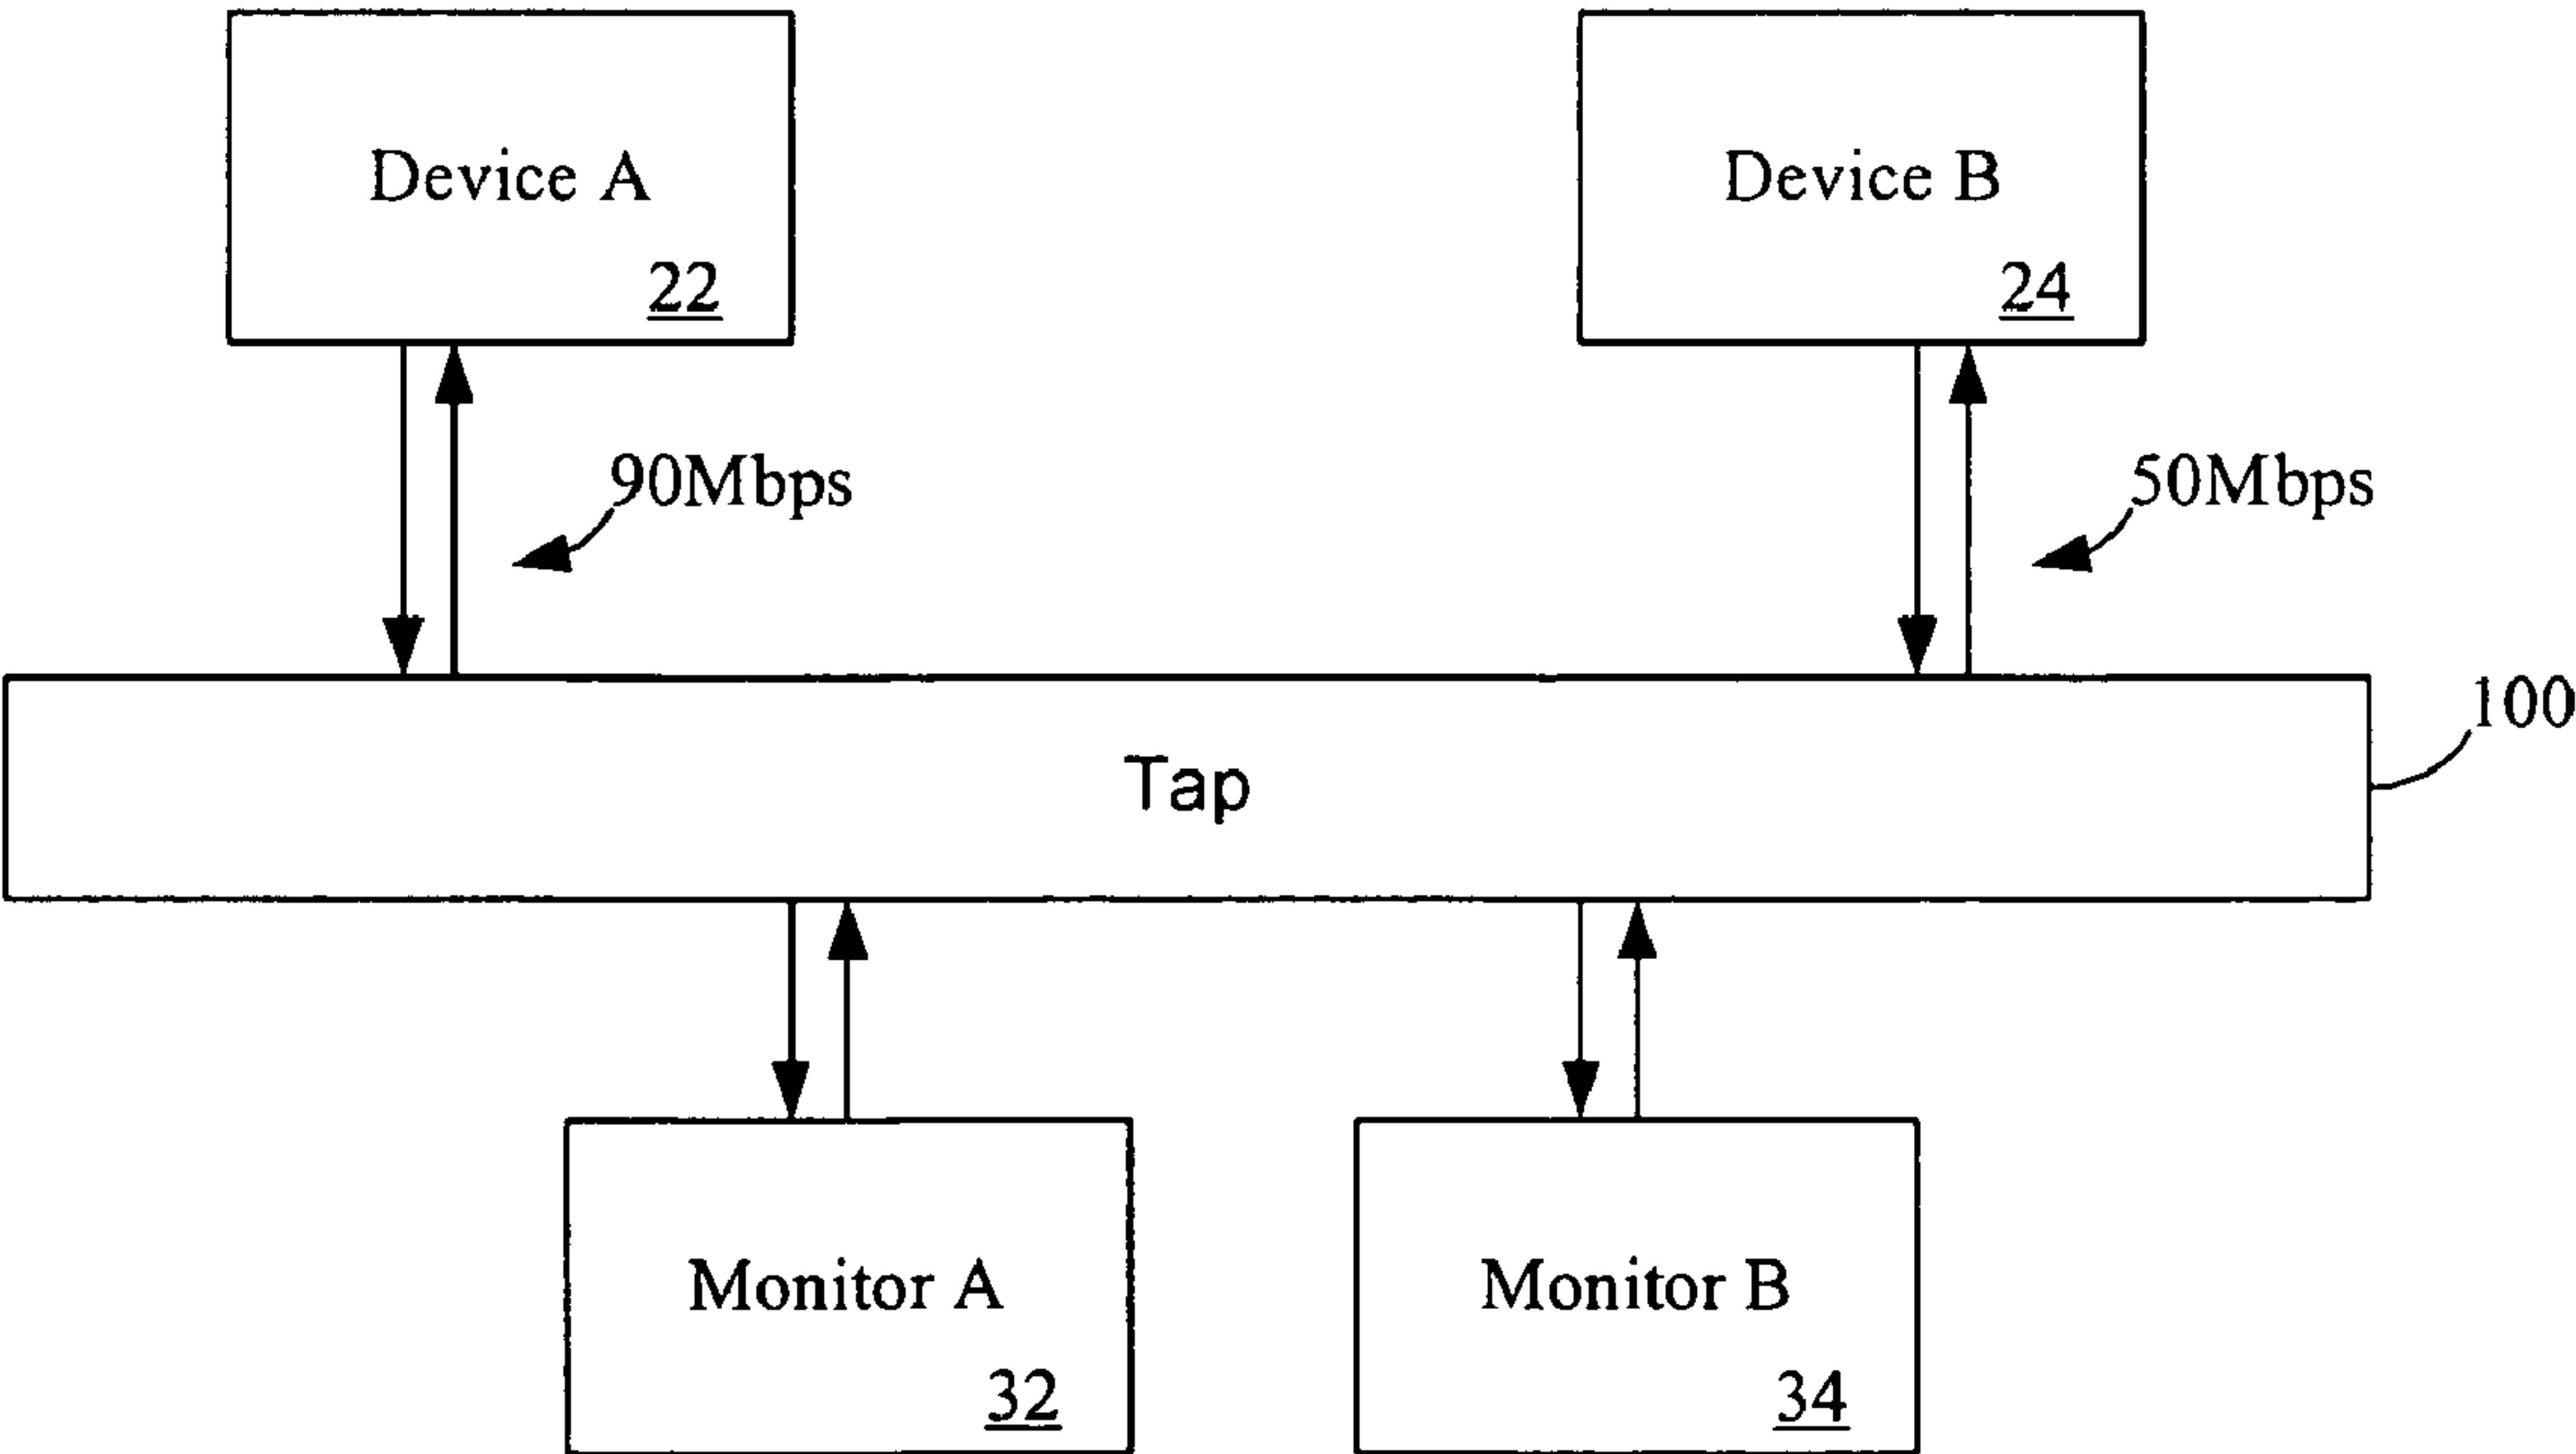 Device A
22
Device B
24
90Mbps
50Mbps
100
Tap
Monitor A
32
Monitor B
34